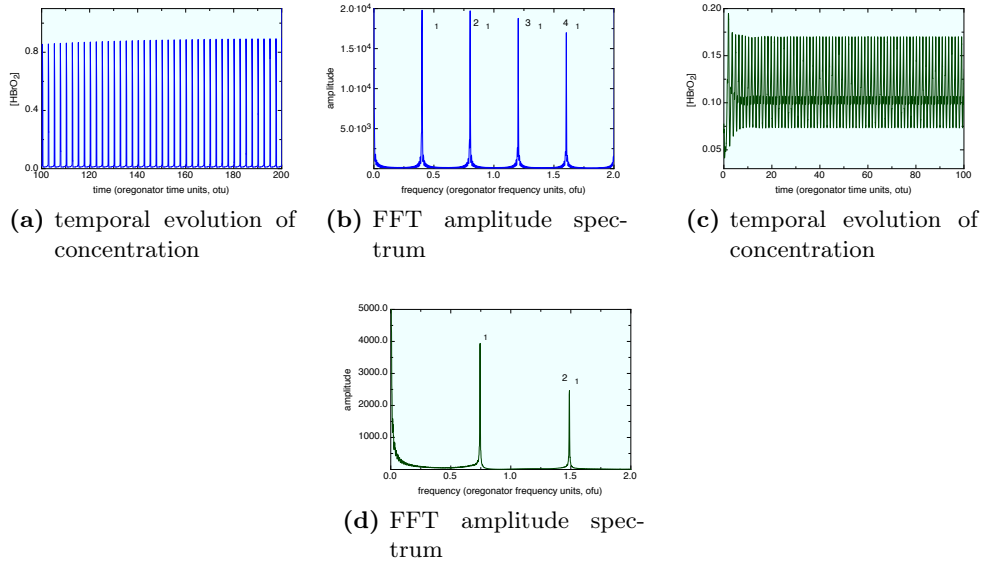 [HBrO2]
0.8
0.4
0.0
100 120 140 160 180 200
time (oregonator time units, otu)
amplitude
2.0·10⁴
1.5·10⁴
1.0·10⁴
5.0·10³
1 2 1 3 1 4 1
0.0 0.5 1.0 1.5 2.0
frequency (oregonator frequency units, ofu)
[HBrO2]
0.20
0.15
0.10
0.05
0 20 40 60 80 100
time (oregonator time units, otu)
(a) temporal evolution of
concentration
(b) FFT amplitude spec-
trum
(c) temporal evolution of
concentration
amplitude
5000.0
4000.0
3000.0
2000.0
1000.0
1
2 1
0.0 0.5 1.0 1.5 2.0
frequency (oregonator frequency units, ofu)
(d) FFT amplitude spec-
trum